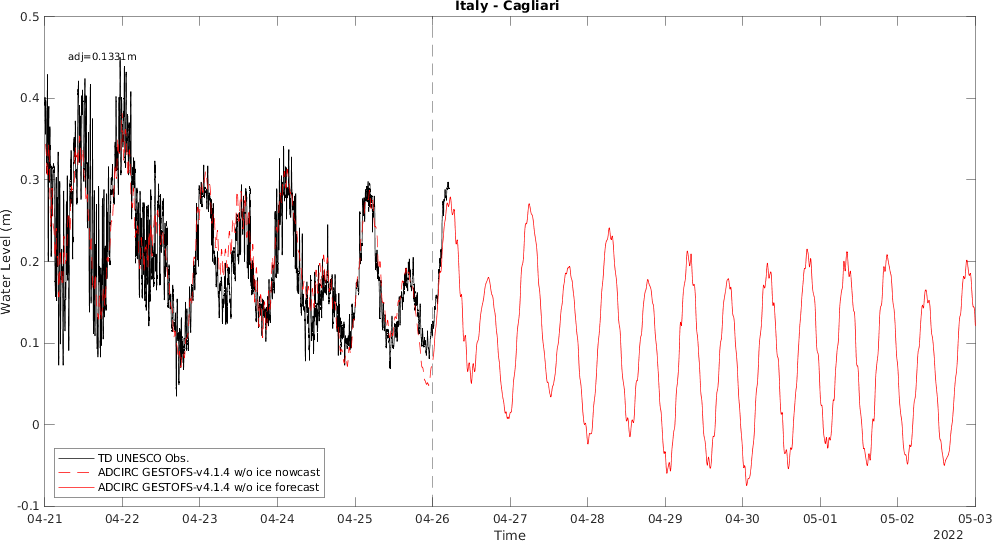 Italy - Cagliari
0.5
0.4
0.3
0.2
0.1
0
-0.1
Water Level (m)
adj=0.1331m
TD UNESCO Obs.
ADCIRC GESTOFS-v4.1.4 w/o ice nowcast
ADCIRC GESTOFS-v4.1.4 w/o ice forecast
04-21 04-22 04-23 04-24 04-25 04-26 04-27 04-28 04-29 04-30 05-01 05-02 05-03
Time
2022